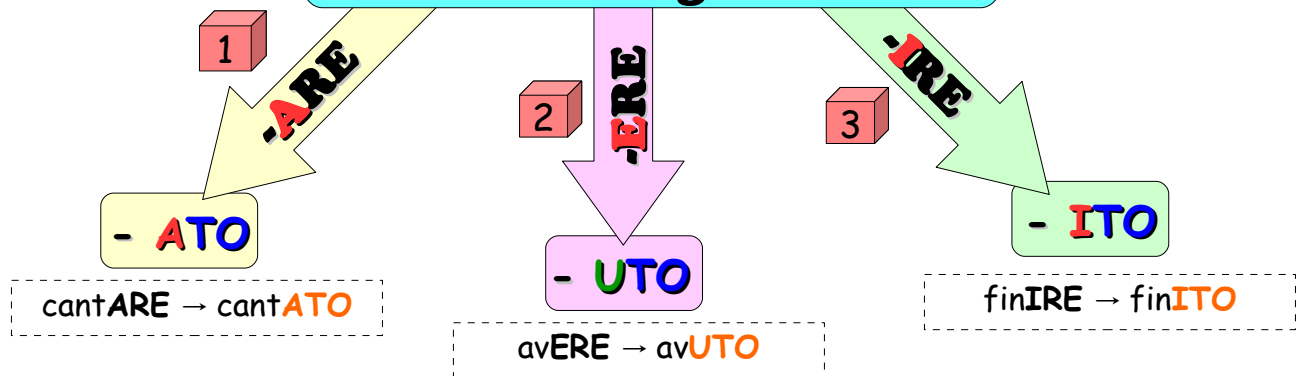 1
-ARE
2
-ERE
3
-IRE
- ATO
- UTO
- ITO
cantARE → cantATO
avERE → avUTO
finIRE → finITO